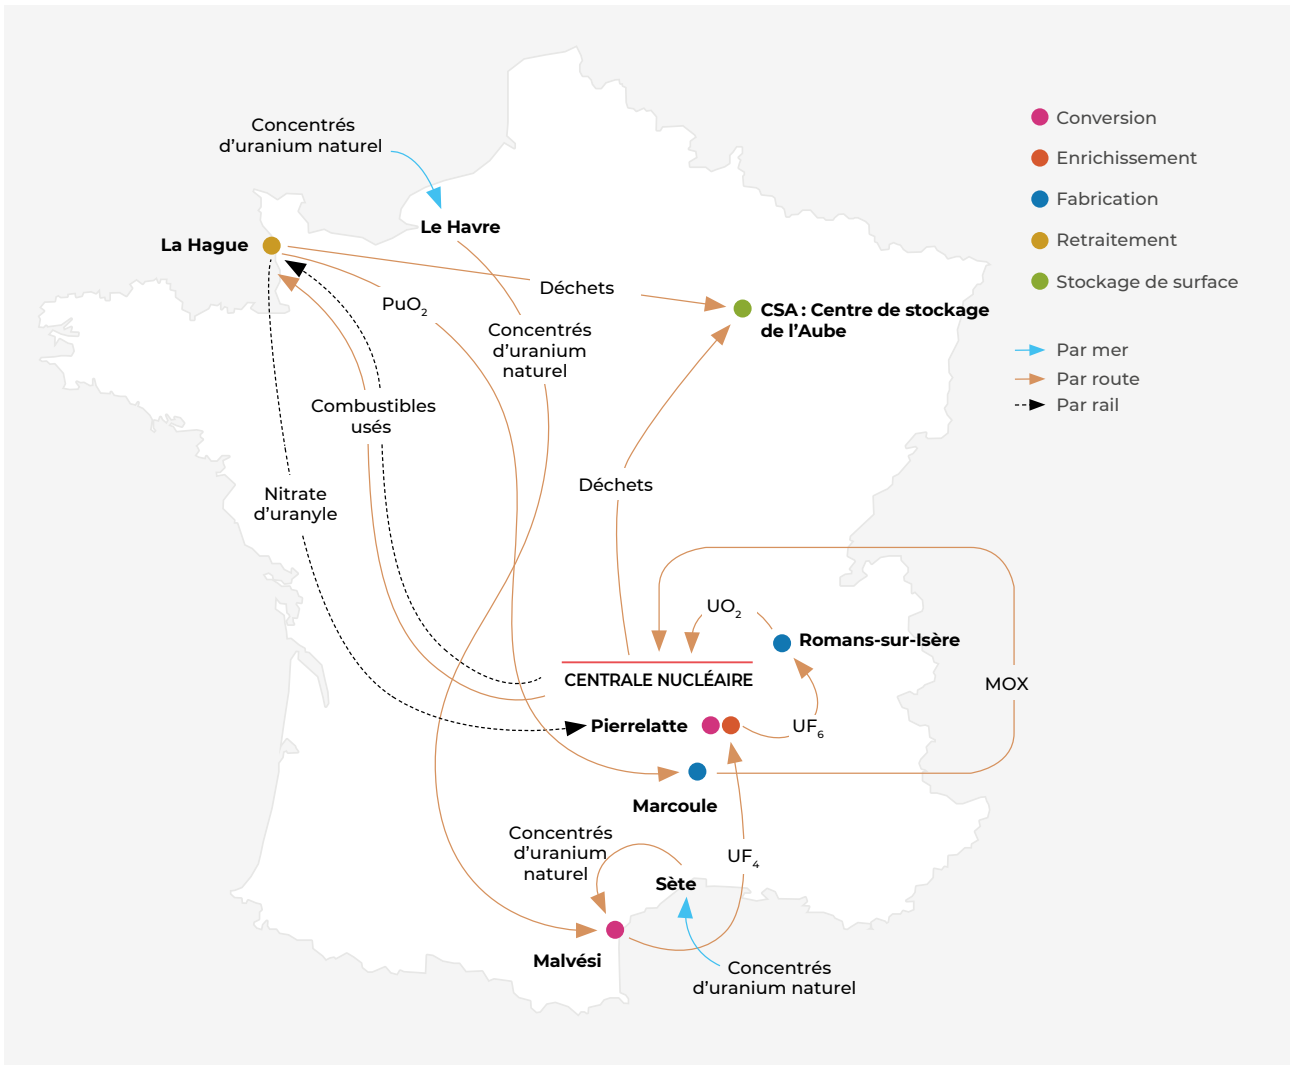 Concentrés
d'uranium naturel
Le Havre
La Hague
Déchets
PuO₂
Concentrés
d'uranium
naturel
CSA : Centre de stockage
de l'Aube
Combustibles
usés
Nitrate
d'uranyle
Déchets
UO₂
Romans-sur-Isère
CENTRALE NUCLÉAIRE
MOX
Pierrelatte
UF₆
Marcoule
Concentrés
d'uranium
naturel
UF₄
Sète
Malvési
Concentrés
d'uranium naturel
Conversion
Enrichissement
Fabrication
Retraitement
Stockage de surface
Par mer
Par route
Par rail